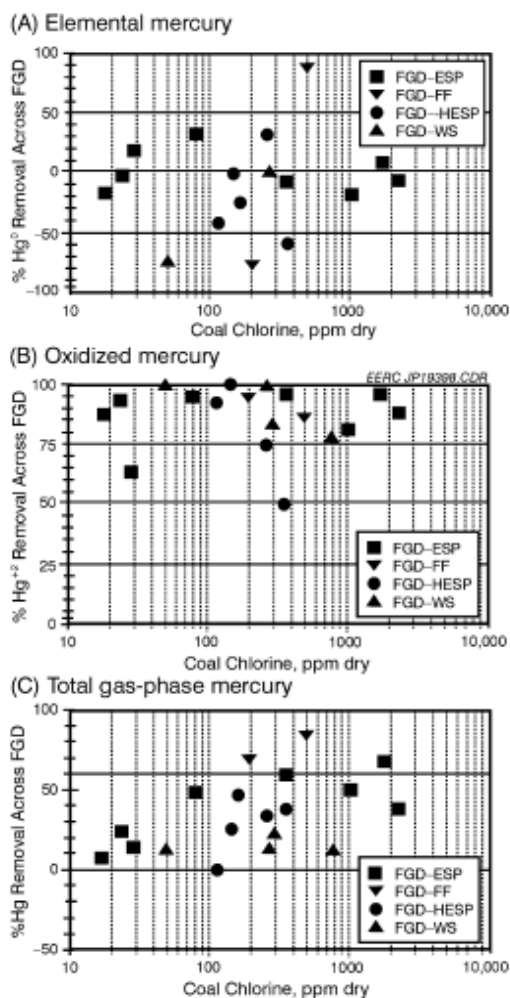 (A) Elemental mercury
100
50
0
−50
−100
% Hg⁰ Removal Across FGD
FGD–ESP
FGD–FF
FGD–HESP
FGD–WS
10 100 1000 10,000
Coal Chlorine, ppm dry
EERC JP19398.CDR
(B) Oxidized mercury
100
75
50
25
0
% Hg⁺² Removal Across FGD
FGD–ESP
FGD–FF
FGD–HESP
FGD–WS
10 100 1000 10,000
Coal Chlorine, ppm dry
(C) Total gas-phase mercury
100
50
0
−50
%Hg Removal Across FGD
FGD–ESP
FGD–FF
FGD–HESP
FGD–WS
10 100 1000 10,000
Coal Chlorine, ppm dry